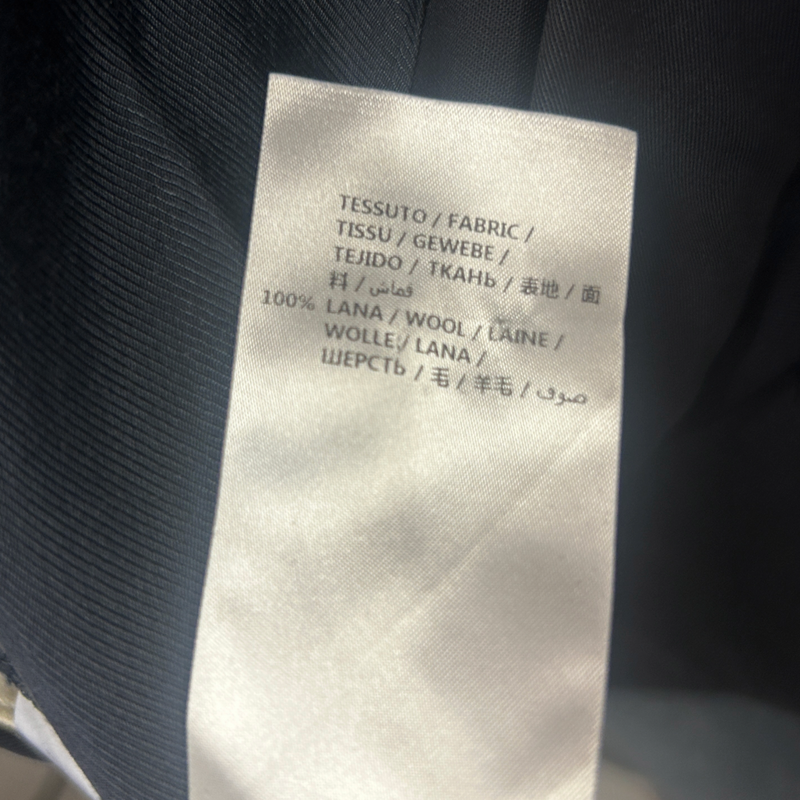 TESSUTO / FABRIC /
TISSU / GEWEBE /
TEJIDO / ТКАНЬ / 表地 / 面
料 / قماش
100% LANA / WOOL / LAINE /
WOLLE / LANA /
ШЕРСТЬ / 毛 / 羊毛 / صوف